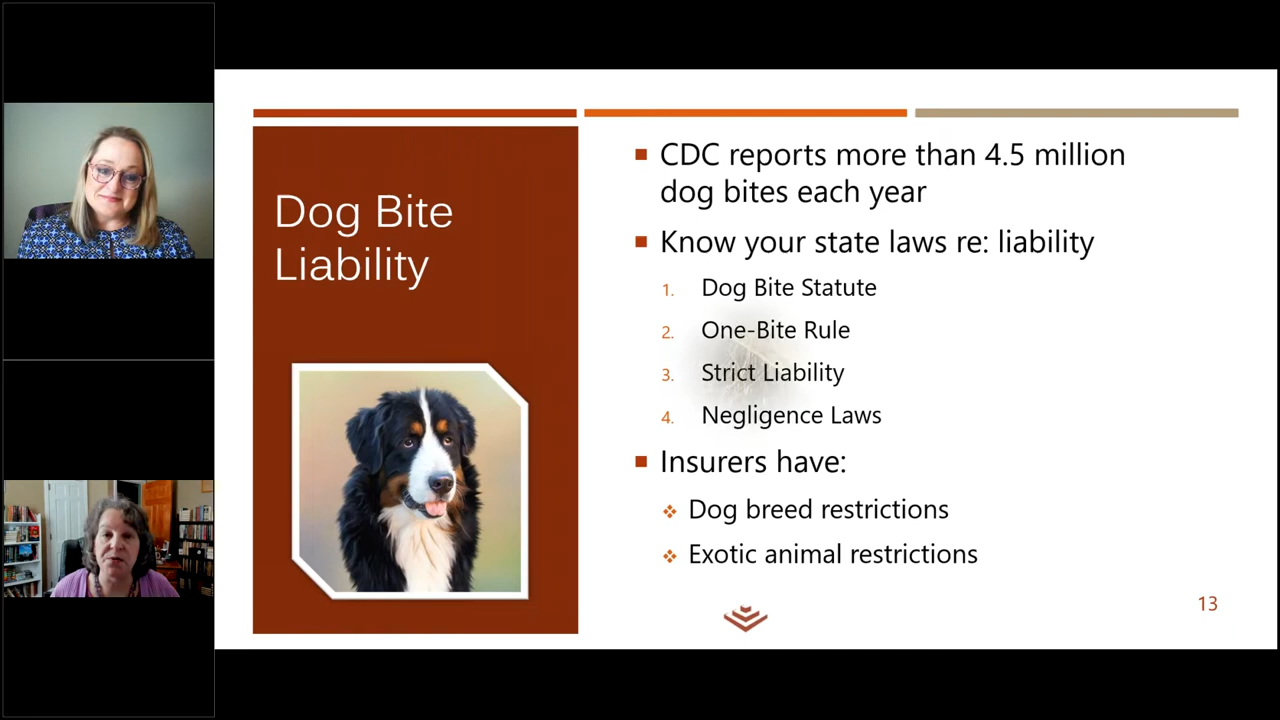 Dog Bite
Liability
CDC reports more than 4.5 million
dog bites each year
Know your state laws re: liability
1. Dog Bite Statute
2. One-Bite Rule
3. Strict Liability
4. Negligence Laws
Insurers have:
Dog breed restrictions
Exotic animal restrictions
13